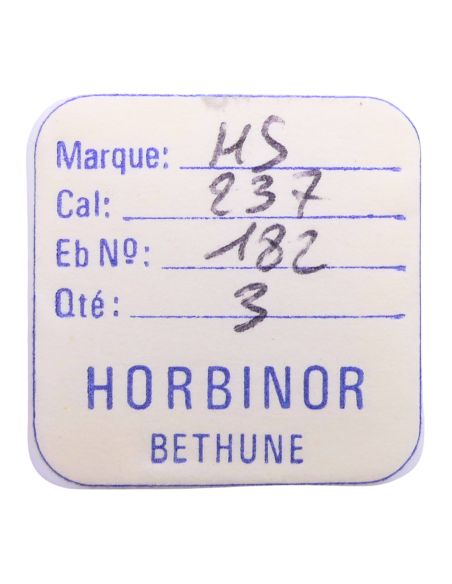 Marque: HS
Cal: 237
Eb Nº: 182
Qté: 3
HORBINOR
BETHUNE